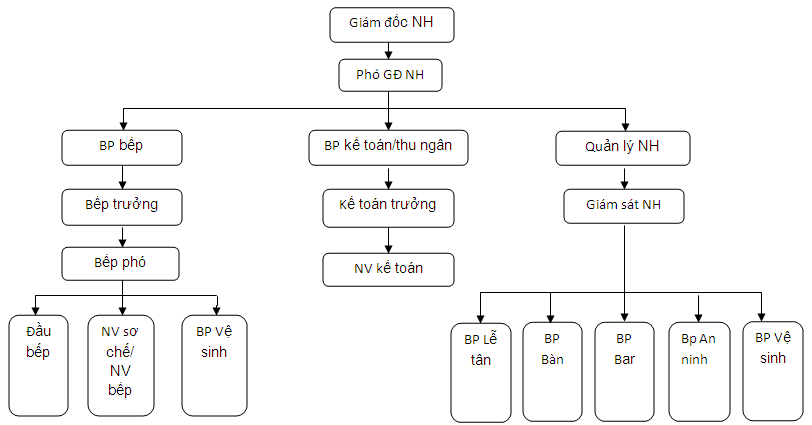 Giám đốc NH
Phó GĐ NH
BP bếp
BP kế toán/thu ngân
Quản lý NH
Bếp trưởng
Kế toán trưởng
Giám sát NH
Bếp phó
NV kế toán
Đầu
bếp
NV sơ
chế/
NV
bếp
BP Vệ
sinh
BP Lễ
tân
BP
Bàn
BP
Bar
Bp An
ninh
BP Vệ
sinh